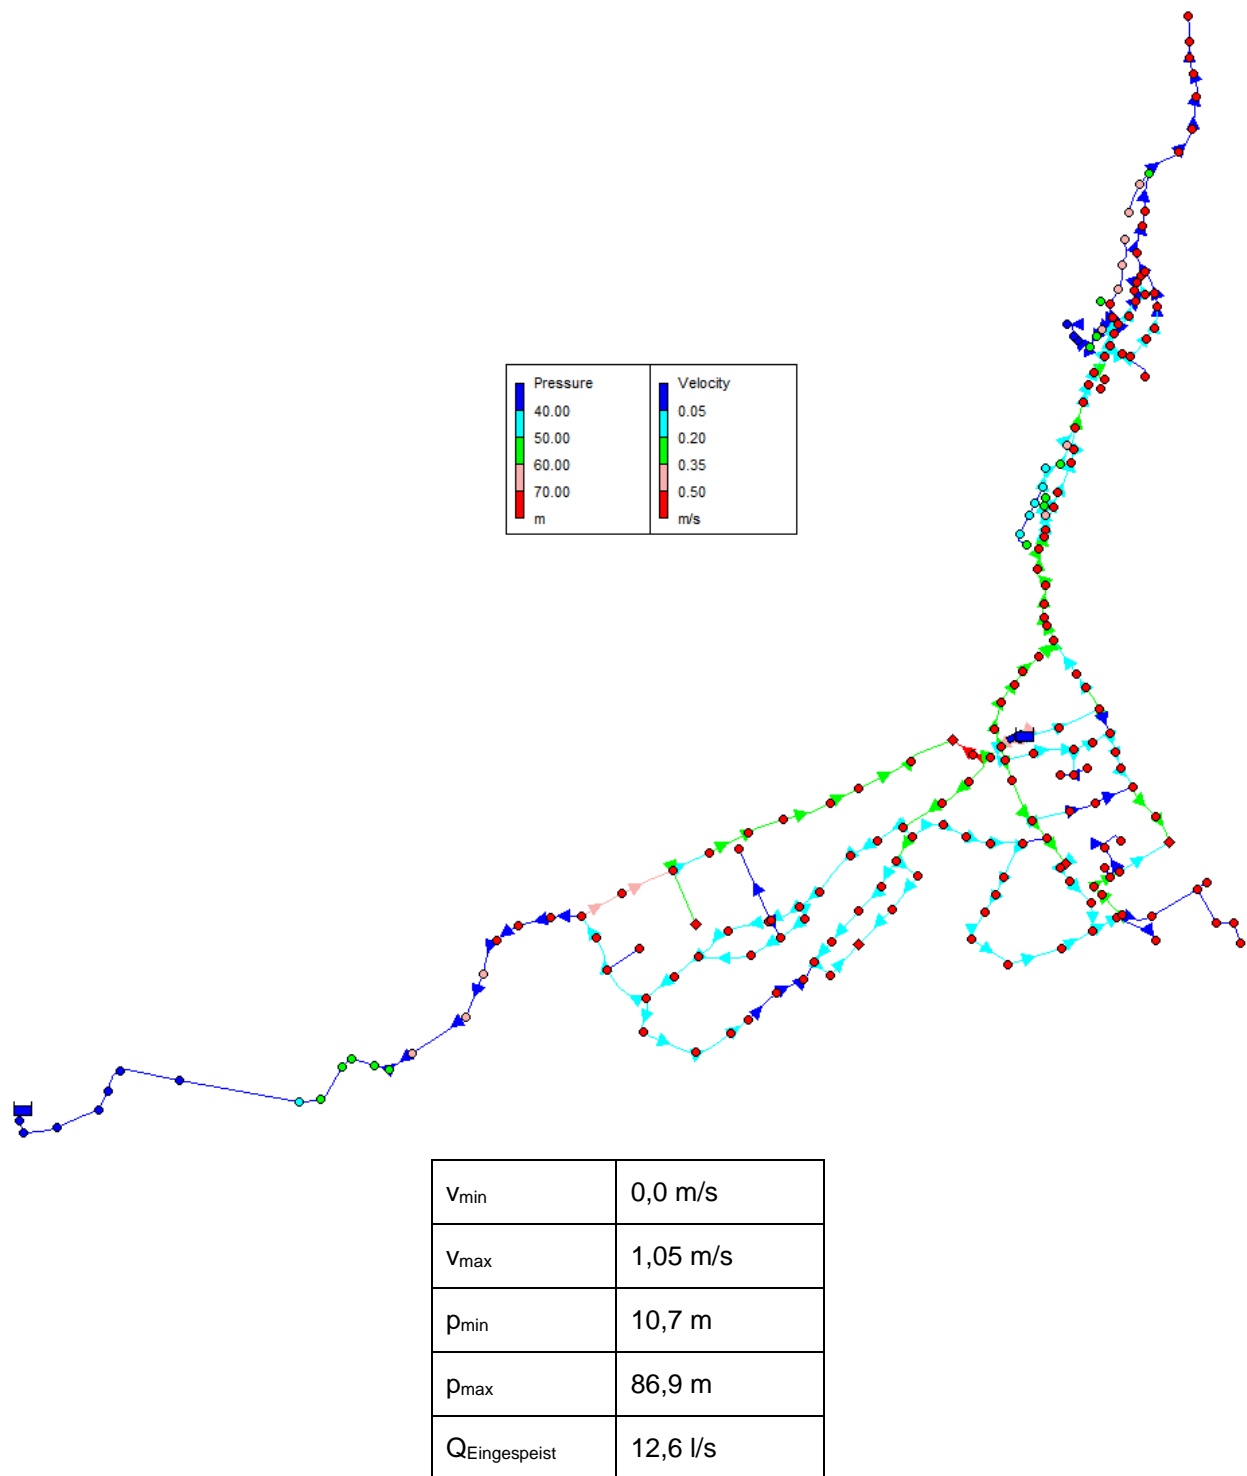 Pressure
40.00
50.00
60.00
70.00
m
Velocity
0.05
0.20
0.35
0.50
m/s
vmin 0,0 m/s
vmax 1,05 m/s
pmin 10,7 m
pmax 86,9 m
QEingespeist 12,6 l/s